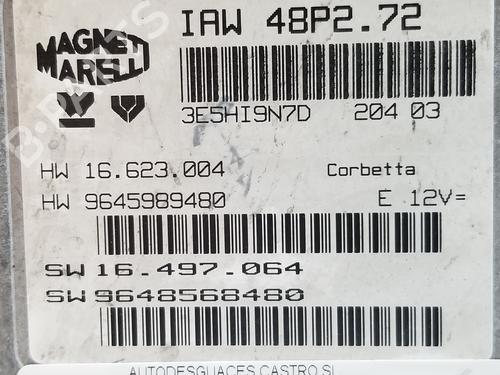 IAW 48P2.72
MAGNETI
MARELLI
3E5HI9N7D 204 03
HW 16.623.004 Corbetta
HW 9645989480 E 12V=
SW 16.497.064
SW 9648568480
AUTODESGUACES CASTRO SL